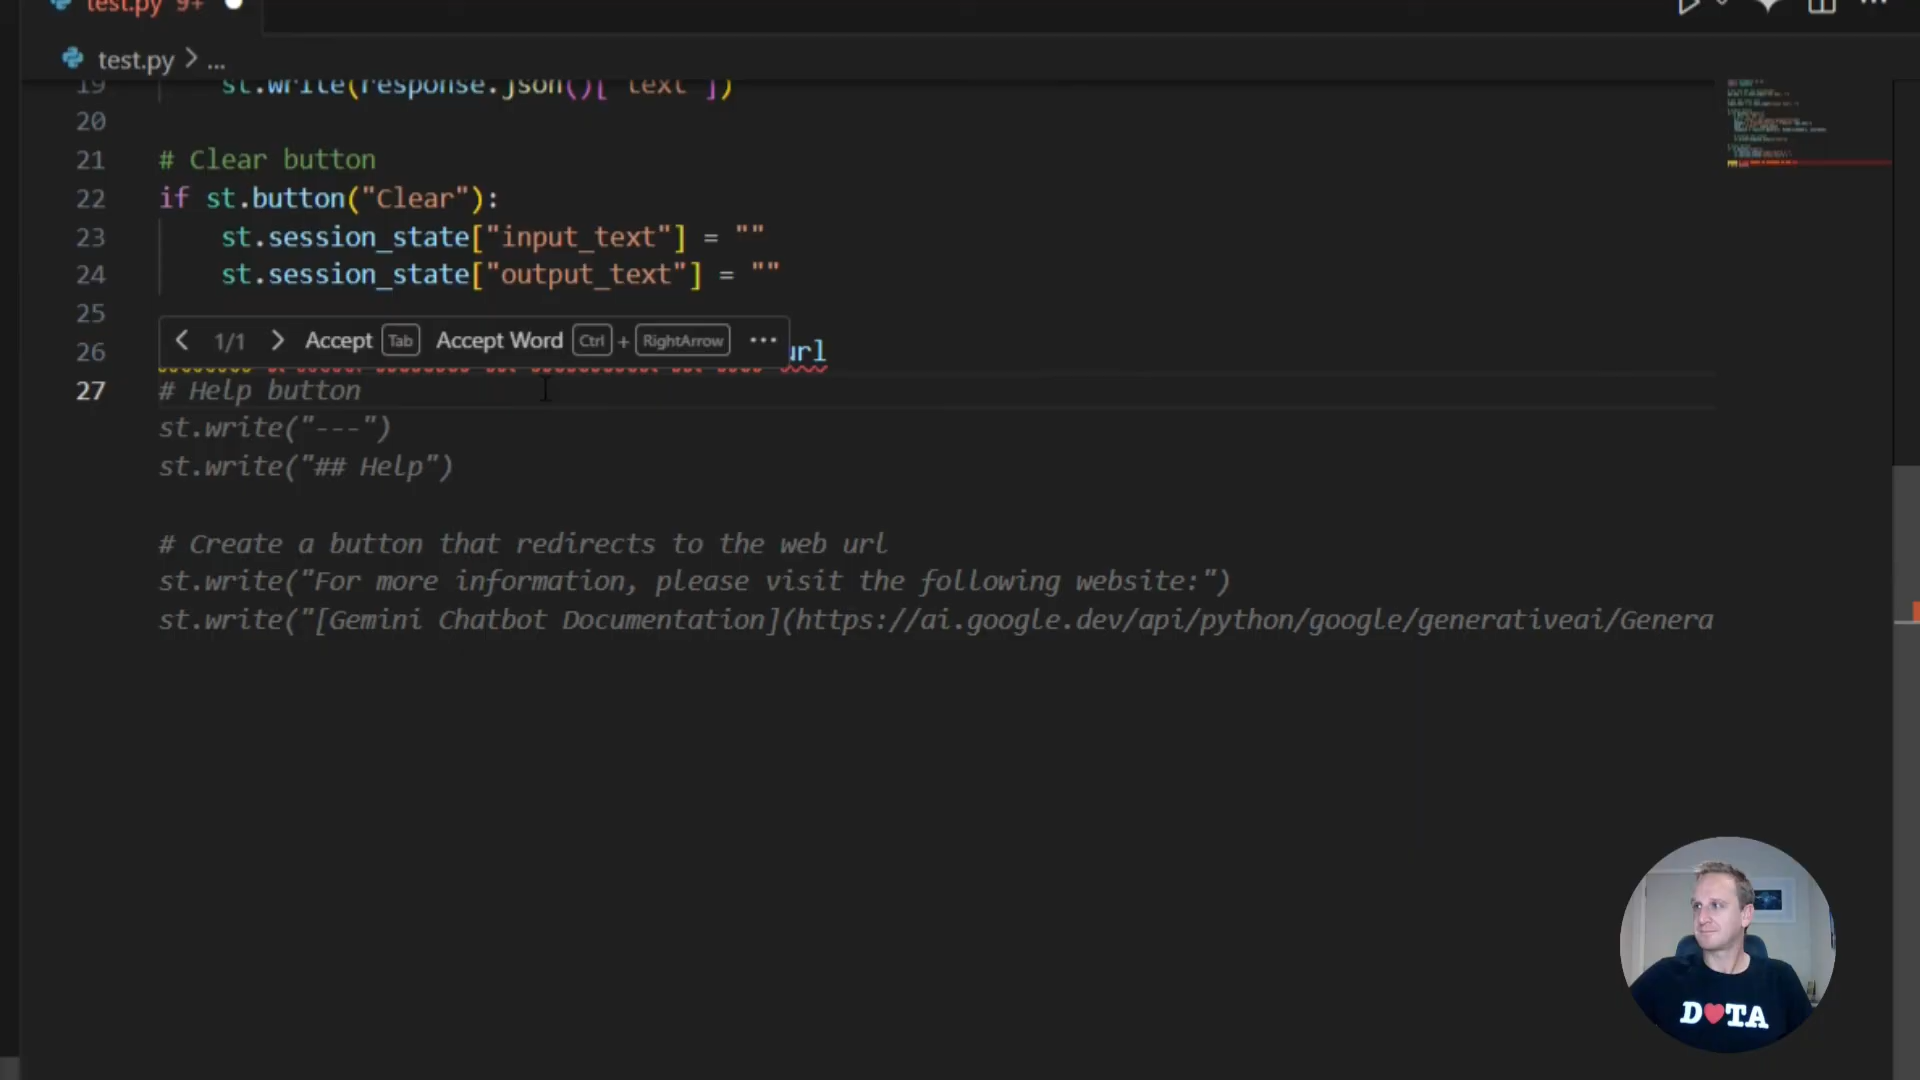 test.py 9+
test.py > ...
19 st.write(response.json()["text"])
20
21 # Clear button
22 if st.button("Clear"):
23 st.session_state["input_text"] = ""
24 st.session_state["output_text"] = ""
25
1/1 Accept Tab Accept Word Ctrl + RightArrow ...
26 url
27 # Help button
st.write("---")
st.write("## Help")
# Create a button that redirects to the web url
st.write("For more information, please visit the following website:")
st.write("[Gemini Chatbot Documentation](https://ai.google.dev/api/python/google/generativeai/Genera
D❤TA